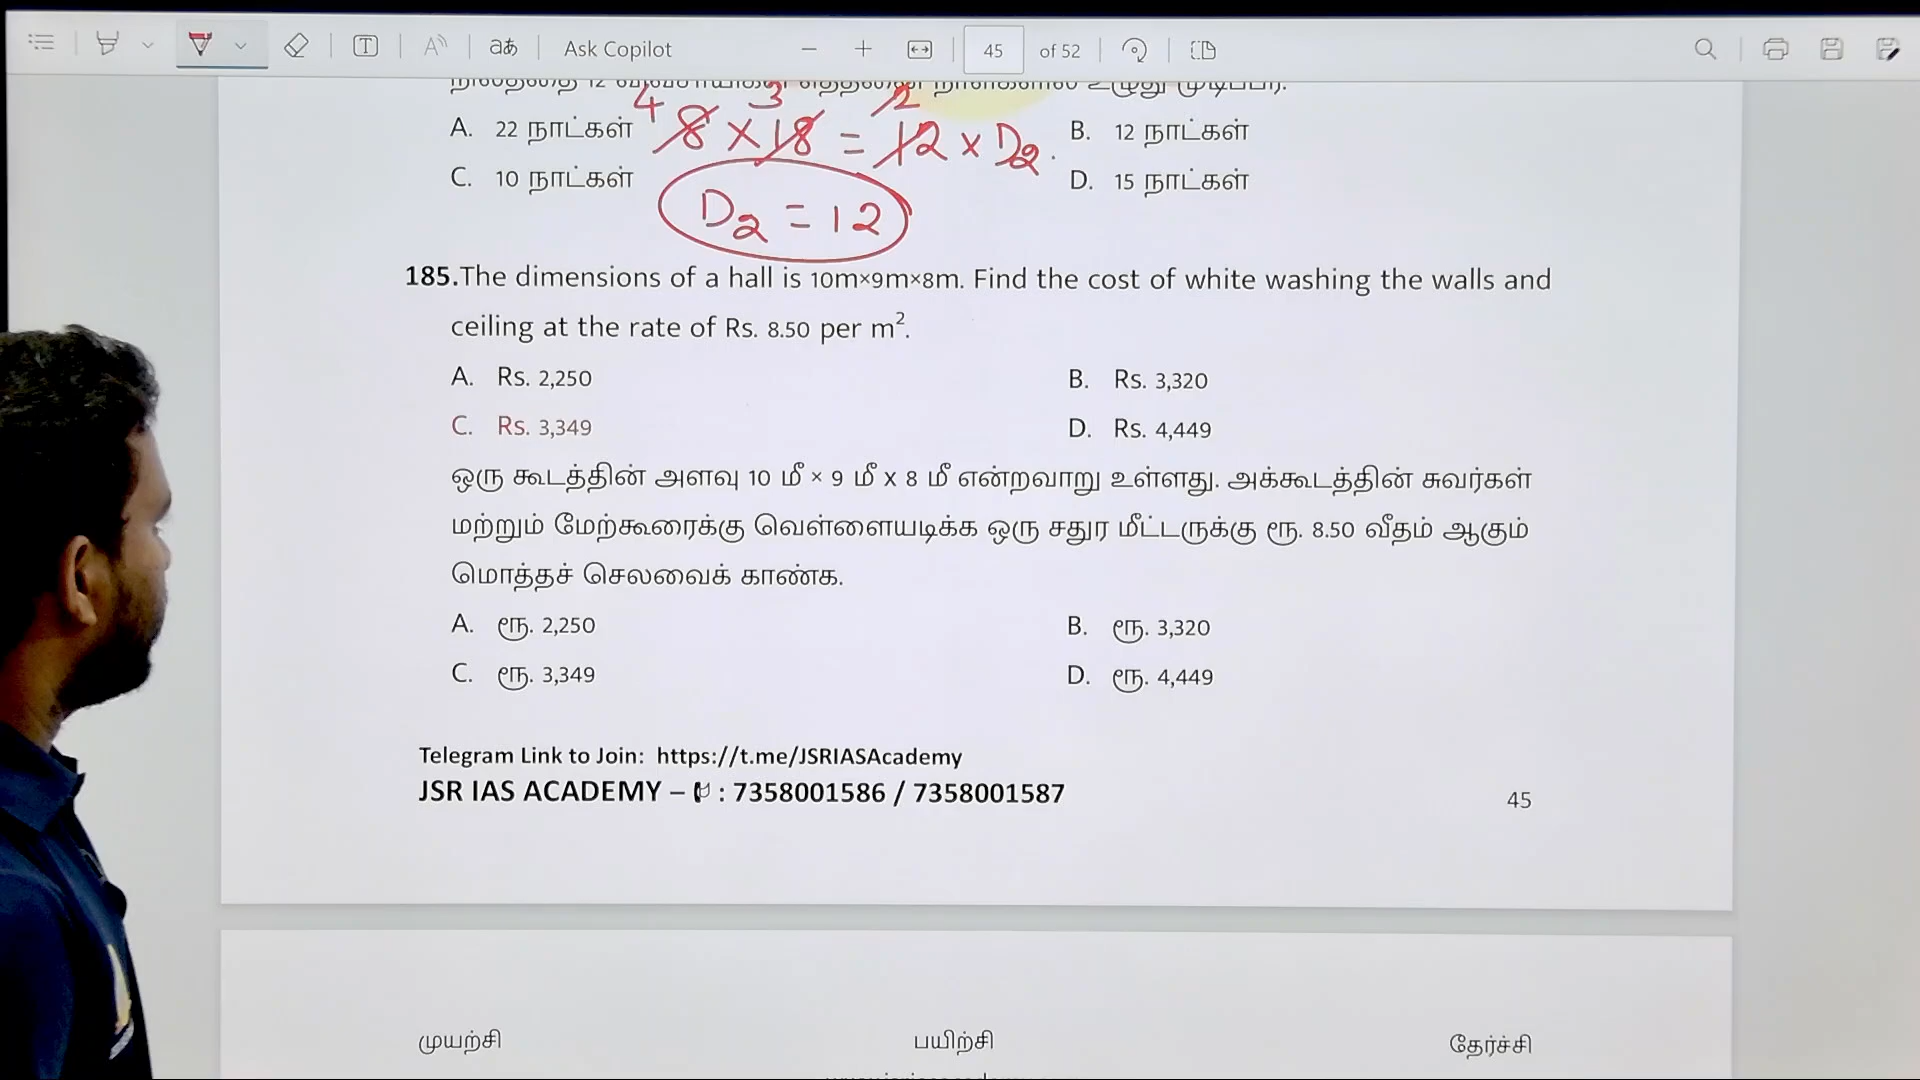 Ask Copilot 45 of 52
4 3 2
A. 22 நாட்கள் 8 × 18 = 12 × D2. B. 12 நாட்கள்
C. 10 நாட்கள் D. 15 நாட்கள்
D2 = 12
185.The dimensions of a hall is 10m×9m×8m. Find the cost of white washing the walls and
ceiling at the rate of Rs. 8.50 per m².
A. Rs. 2,250 B. Rs. 3,320
C. Rs. 3,349 D. Rs. 4,449
ஒரு கூடத்தின் அளவு 10 மீ × 9 மீ X 8 மீ என்றவாறு உள்ளது. அக்கூடத்தின் சுவர்கள்
மற்றும் மேற்கூரைக்கு வெள்ளையடிக்க ஒரு சதுர மீட்டருக்கு ரூ. 8.50 வீதம் ஆகும்
மொத்தச் செலவைக் காண்க.
A. ரூ. 2,250 B. ரூ. 3,320
C. ரூ. 3,349 D. ரூ. 4,449
Telegram Link to Join: https://t.me/JSRIASAcademy
JSR IAS ACADEMY – : 7358001586 / 7358001587
45
முயற்சி பயிற்சி தேர்ச்சி